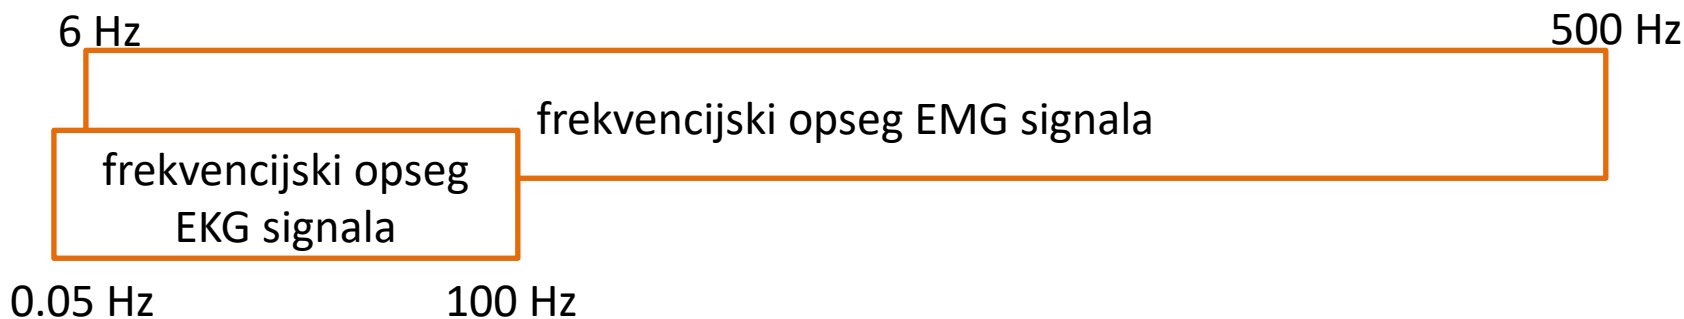 6 Hz
500 Hz
frekvencijski opseg EMG signala
frekvencijski opseg
EKG signala
0.05 Hz
100 Hz